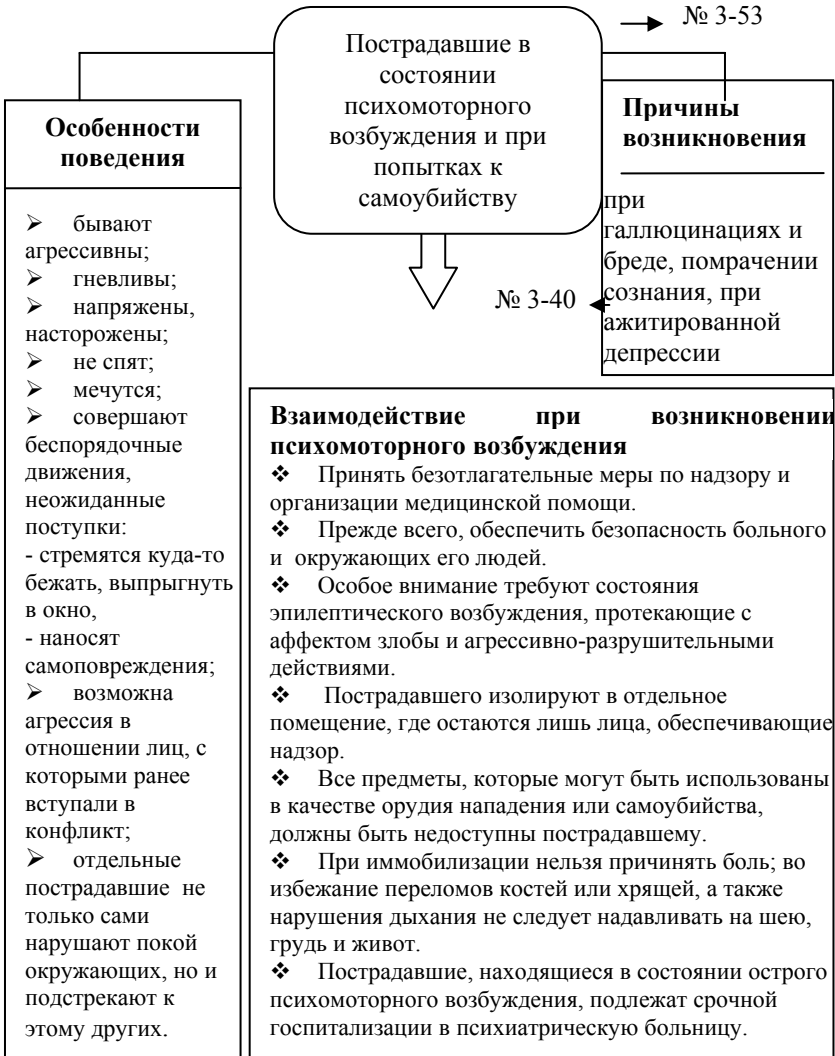 № 3-53
Пострадавшие в
состоянии
психомоторного
возбуждения и при
попытках к
самоубийству
Особенности
поведения
➢ бывают
агрессивны;
➢ гневливы;
➢ напряжены,
насторожены;
➢ не спят;
➢ мечутся;
➢ совершают
беспорядочные
движения,
неожиданные
поступки:
- стремятся куда-то
бежать, выпрыгнуть
в окно,
- наносят
самоповреждения;
➢ возможна
агрессия в
отношении лиц, с
которыми ранее
вступали в
конфликт;
➢ отдельные
пострадавшие не
только сами
нарушают покой
окружающих, но и
подстрекают к
этому других.
Причины
возникновения
при
галлюцинациях и
бреде, помрачении
сознания, при
ажитированной
депрессии
№ 3-40
Взаимодействие при возникновении
психомоторного возбуждения
❖ Принять безотлагательные меры по надзору и
организации медицинской помощи.
❖ Прежде всего, обеспечить безопасность больного
и окружающих его людей.
❖ Особое внимание требуют состояния
эпилептического возбуждения, протекающие с
аффектом злобы и агрессивно-разрушительными
действиями.
❖ Пострадавшего изолируют в отдельное
помещение, где остаются лишь лица, обеспечивающие
надзор.
❖ Все предметы, которые могут быть использованы
в качестве орудия нападения или самоубийства,
должны быть недоступны пострадавшему.
❖ При иммобилизации нельзя причинять боль; во
избежание переломов костей или хрящей, а также
нарушения дыхания не следует надавливать на шею,
грудь и живот.
❖ Пострадавшие, находящиеся в состоянии острого
психомоторного возбуждения, подлежат срочной
госпитализации в психиатрическую больницу.